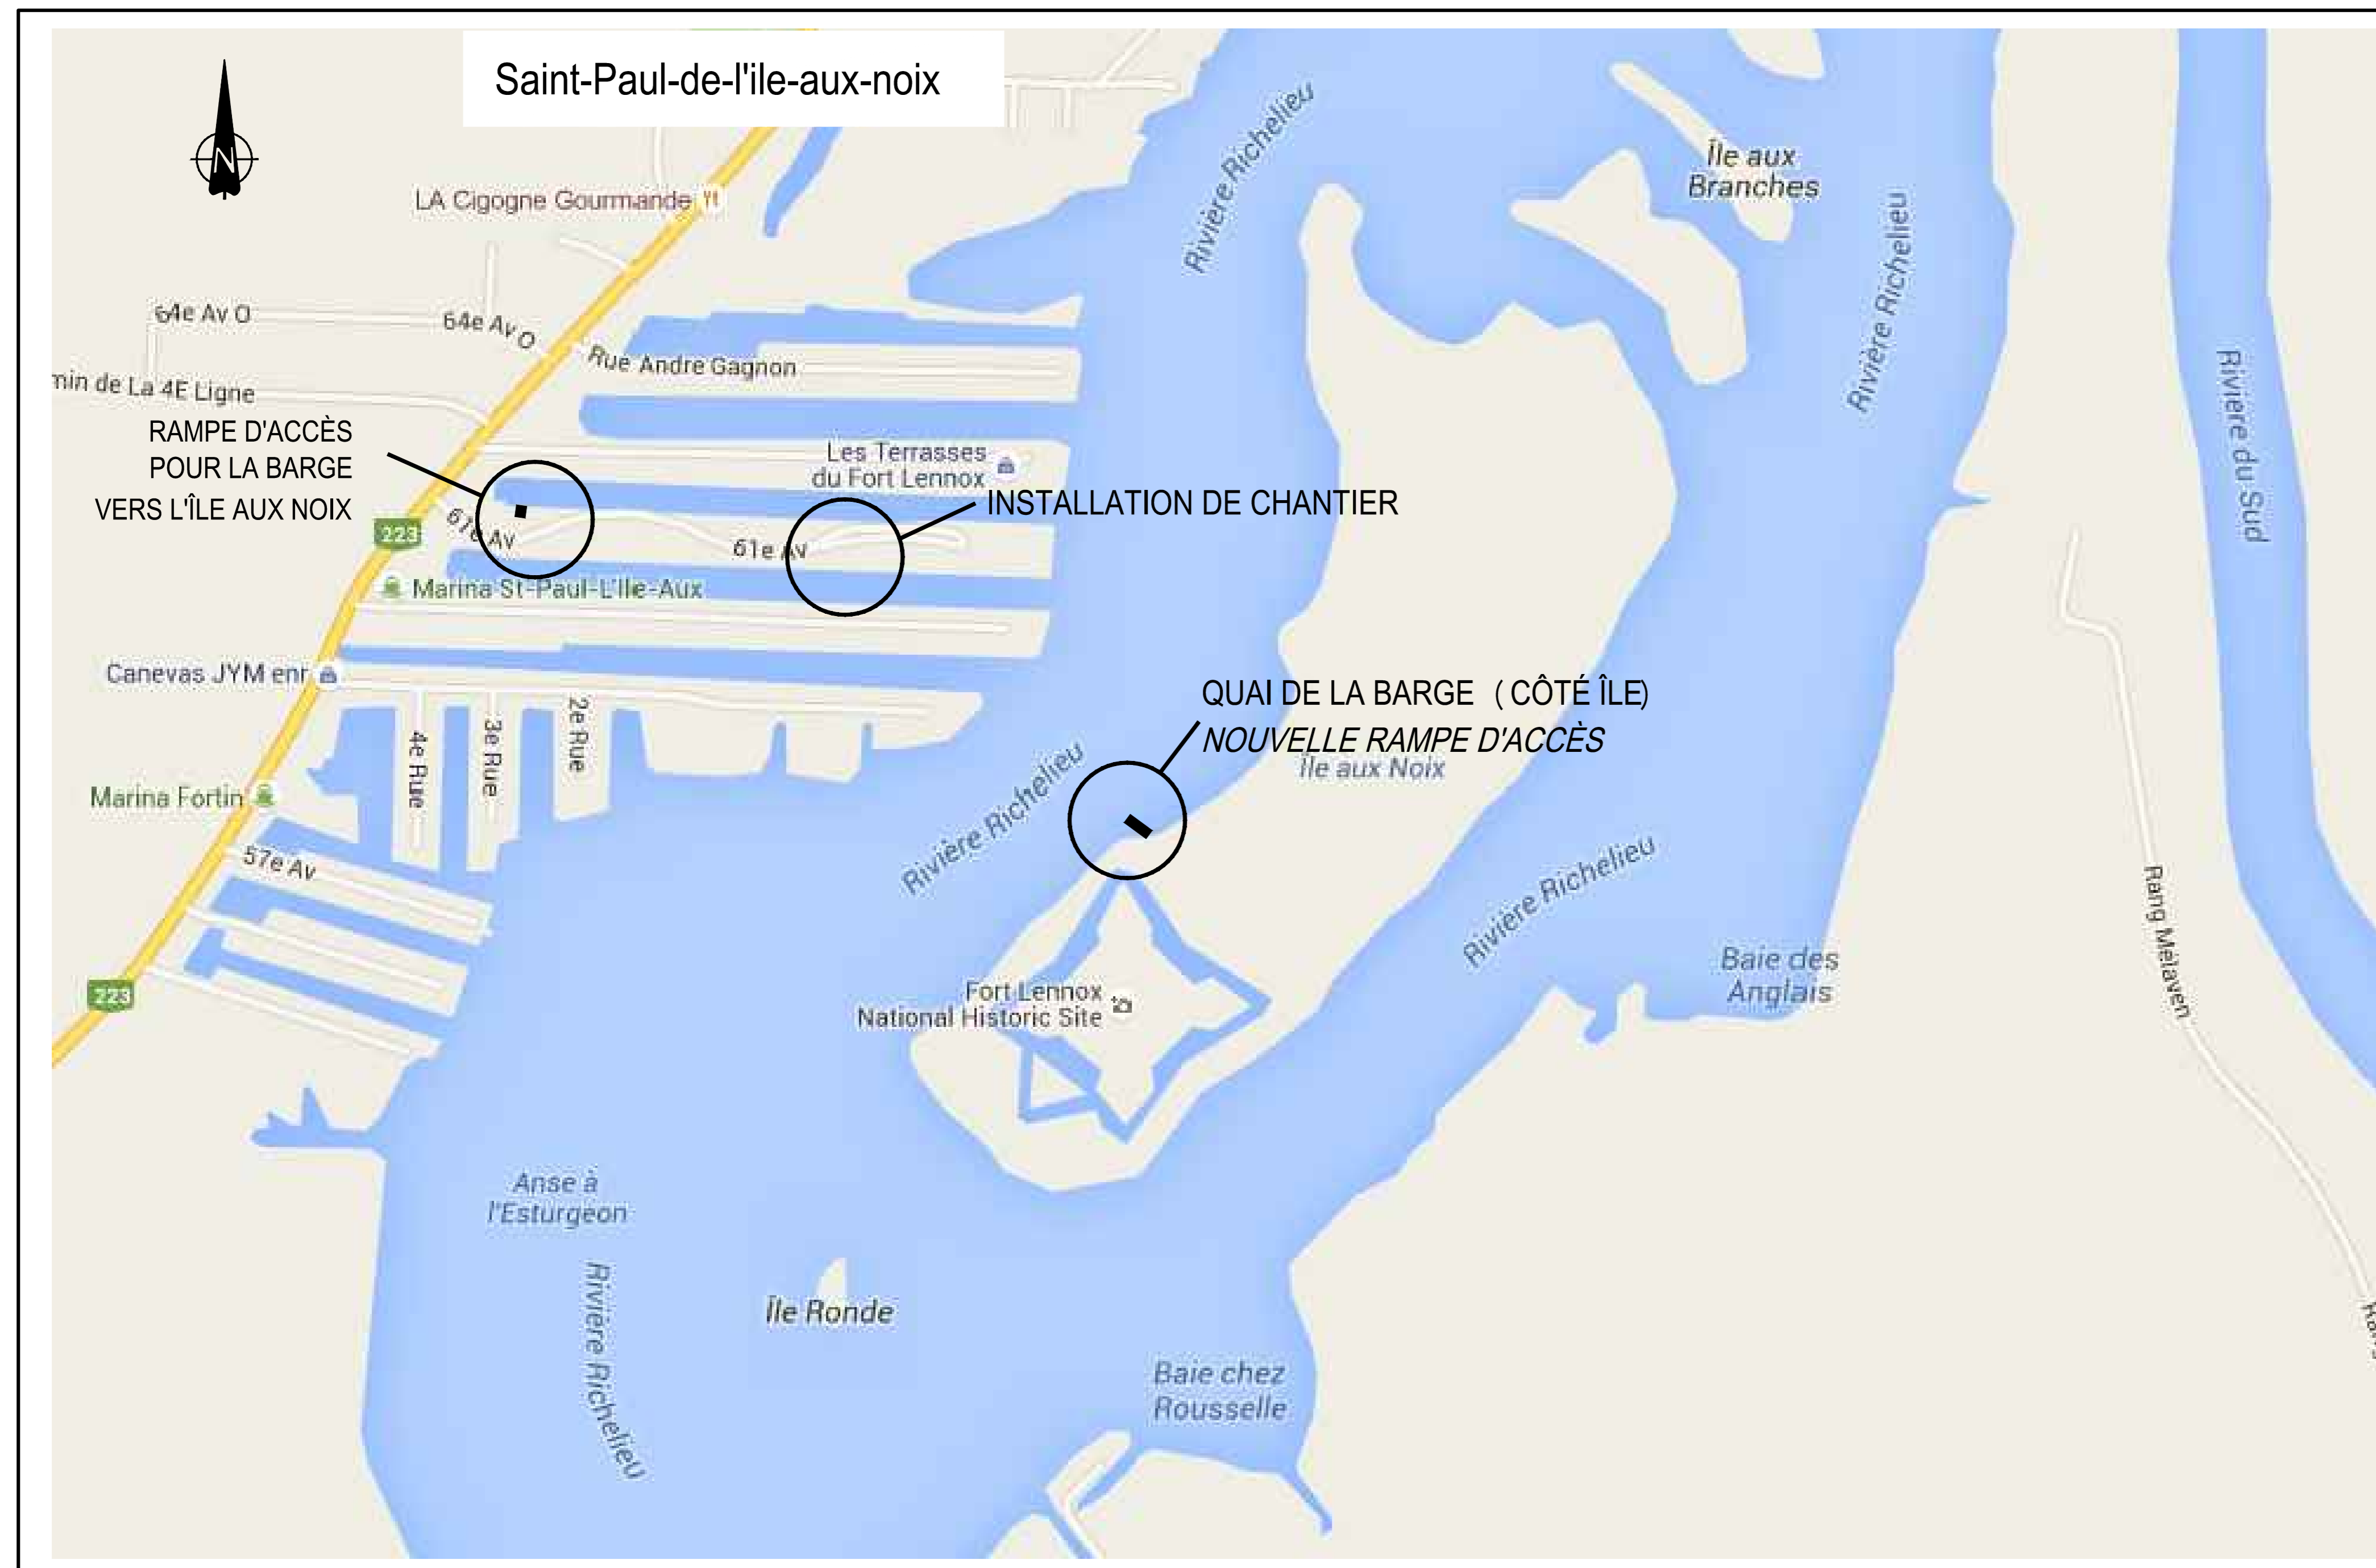 Saint-Paul-de-l'ile-aux-noix
N
LA Cigogne Gourmande
Rivière Richelieu
Île aux
Branches
Rivière Richelieu
64e Av O
64e Av O
Rue Andre Gagnon
min de La 4E Ligne
Rivière du Sud
RAMPE D'ACCÈS
POUR LA BARGE
VERS L'ÎLE AUX NOIX
Les Terrasses
du Fort Lennox
INSTALLATION DE CHANTIER
223
61e Av
61e Av
Marina St-Paul-L'Ile-Aux
Canevas JYM enr
QUAI DE LA BARGE ( CÔTÉ ÎLE)
NOUVELLE RAMPE D'ACCÈS
Île aux Noix
4e Rue
3e Rue
2e Rue
Marina Fortin
Rivière Richelieu
57e Av
Rivière Richelieu
Rang Mélaven
Baie des
Anglais
223
Fort Lennox
National Historic Site
Anse à
l'Esturgeon
Rivière Richelieu
Île Ronde
Baie chez
Rousselle